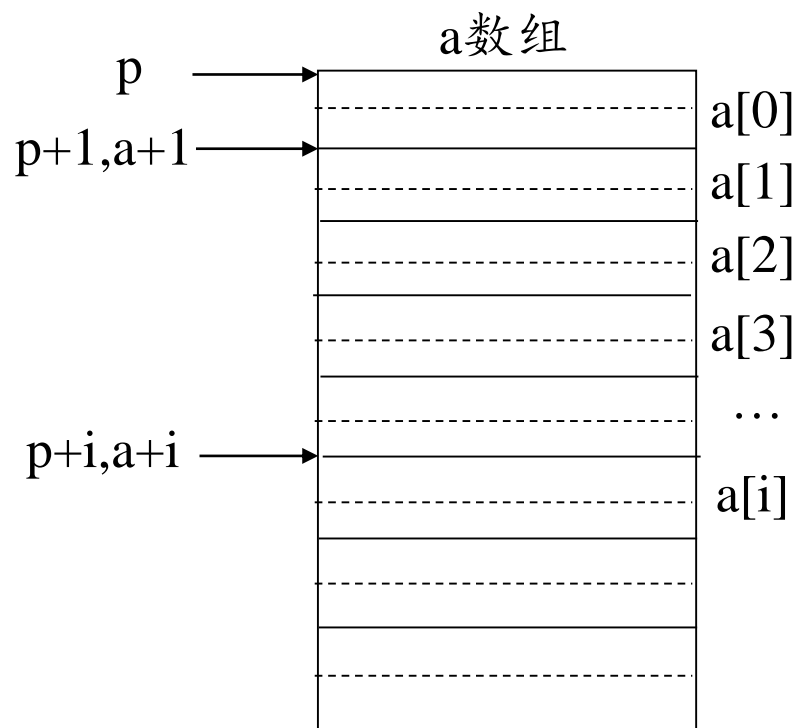 a数组
p
a[0]
p+1,a+1
a[1]
a[2]
a[3]
…
p+i,a+i
a[i]